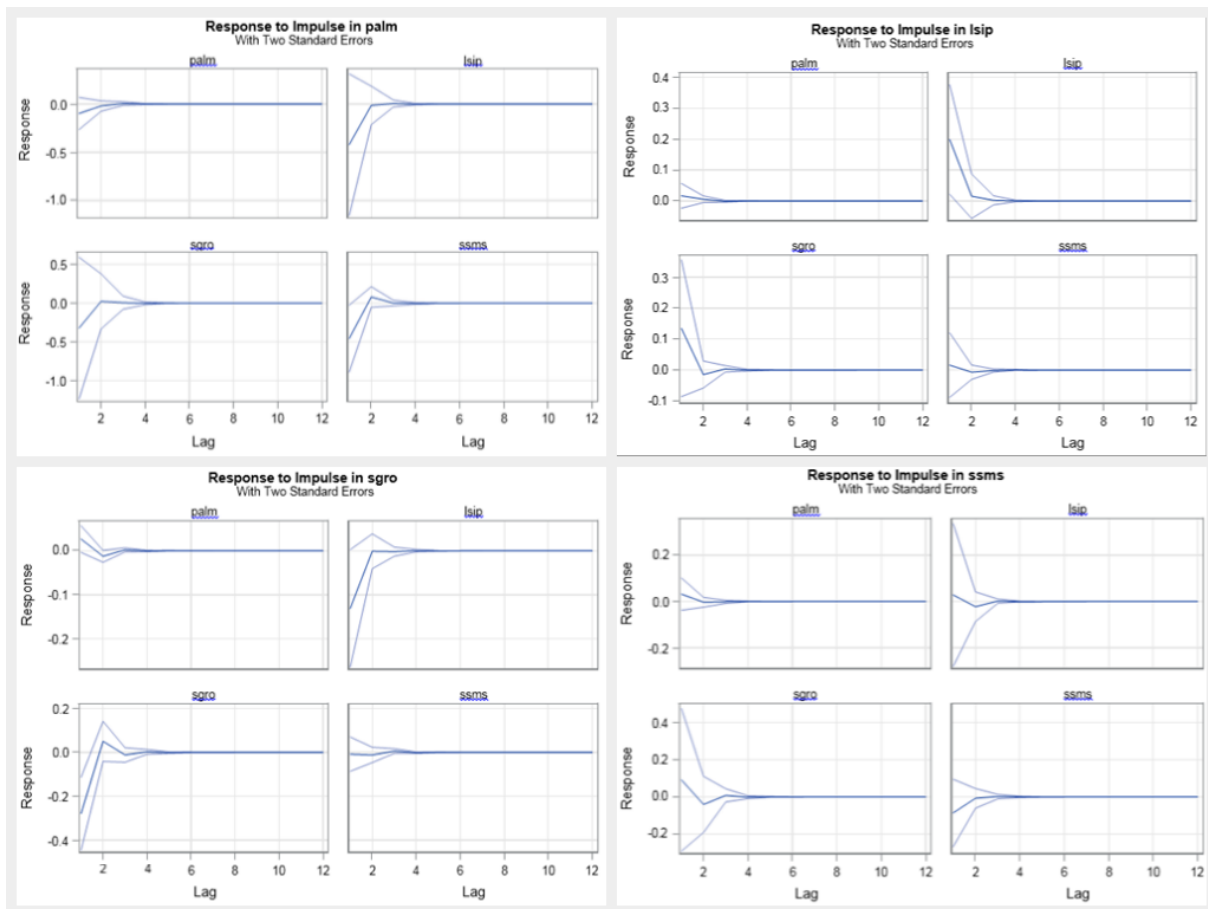 Response to Impulse in palm
With Two Standard Errors
palm lsip
Response
0.0
-0.5
-1.0
sgro ssms
Response
0.5
0.0
-0.5
-1.0
2 4 6 8 10 12 2 4 6 8 10 12
Lag Lag
Response to Impulse in lsip
With Two Standard Errors
palm lsip
Response
0.4
0.3
0.2
0.1
0.0
sgro ssms
Response
0.3
0.2
0.1
0.0
-0.1
2 4 6 8 10 12 2 4 6 8 10 12
Lag Lag
Response to Impulse in sgro
With Two Standard Errors
palm lsip
Response
0.0
-0.1
-0.2
sgro ssms
Response
0.2
0.0
-0.2
-0.4
2 4 6 8 10 12 2 4 6 8 10 12
Lag Lag
Response to Impulse in ssms
With Two Standard Errors
palm lsip
Response
0.2
0.0
-0.2
sgro ssms
Response
0.4
0.2
0.0
-0.2
2 4 6 8 10 12 2 4 6 8 10 12
Lag Lag